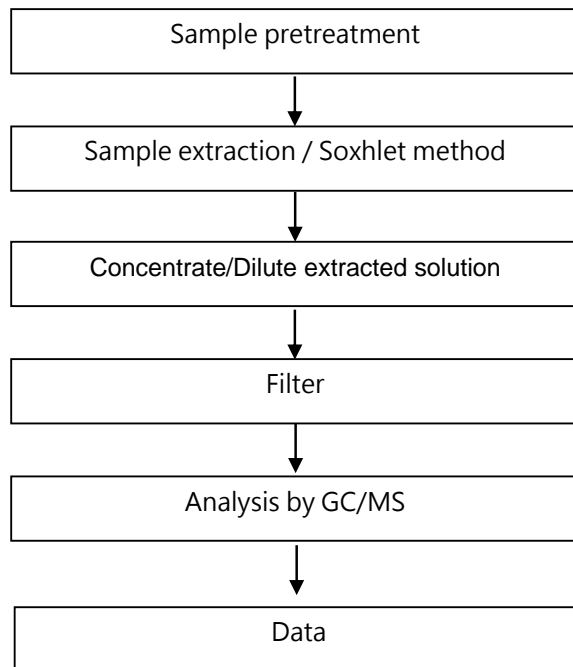 Sample pretreatment
Sample extraction / Soxhlet method
Concentrate/Dilute extracted solution
Filter
Analysis by GC/MS
Data